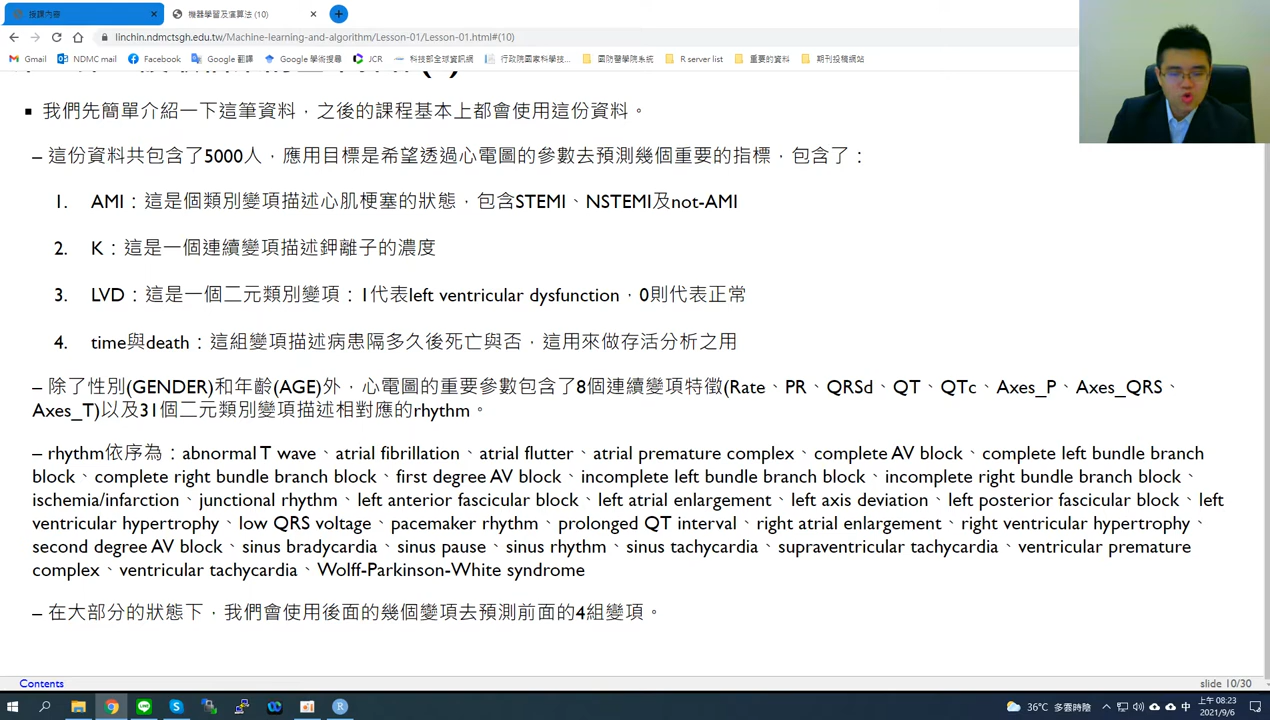 授課內容
機器學習及演算法 (10)
linchin.ndmctsgh.edu.tw/Machine-learning-and-algorithm/Lesson-01/Lesson-01.html#(10)
Gmail NDMC mail Facebook Google 翻譯 Google 學術搜尋 JCR 科技部全球資訊網 行政院國家科學技... 國防醫學院系統 R server list 重要的資料 期刊投稿網站
我們先簡單介紹一下這筆資料，之後的課程基本上都會使用這份資料。
– 這份資料共包含了5000人，應用目標是希望透過心電圖的參數去預測幾個重要的指標，包含了：
1. AMI：這是個類別變項描述心肌梗塞的狀態，包含STEMI、NSTEMI及not-AMI
2. K：這是一個連續變項描述鉀離子的濃度
3. LVD：這是一個二元類別變項：1代表left ventricular dysfunction，0則代表正常
4. time與death：這組變項描述病患隔多久後死亡與否，這用來做存活分析之用
– 除了性別(GENDER)和年齡(AGE)外，心電圖的重要參數包含了8個連續變項特徵(Rate、PR、QRSd、QT、QTc、Axes_P、Axes_QRS、
Axes_T)以及31個二元類別變項描述相對應的rhythm。
– rhythm依序為：abnormal T wave、atrial fibrillation、atrial flutter、atrial premature complex、complete AV block、complete left bundle branch
block、complete right bundle branch block、first degree AV block、incomplete left bundle branch block、incomplete right bundle branch block、
ischemia/infarction、junctional rhythm、left anterior fascicular block、left atrial enlargement、left axis deviation、left posterior fascicular block、left
ventricular hypertrophy、low QRS voltage、pacemaker rhythm、prolonged QT interval、right atrial enlargement、right ventricular hypertrophy、
second degree AV block、sinus bradycardia、sinus pause、sinus rhythm、sinus tachycardia、supraventricular tachycardia、ventricular premature
complex、ventricular tachycardia、Wolff-Parkinson-White syndrome
– 在大部分的狀態下，我們會使用後面的幾個變項去預測前面的4組變項。
Contents
slide 10/30
36°C 多雲時陰
中
上午 08:23
2021/9/6